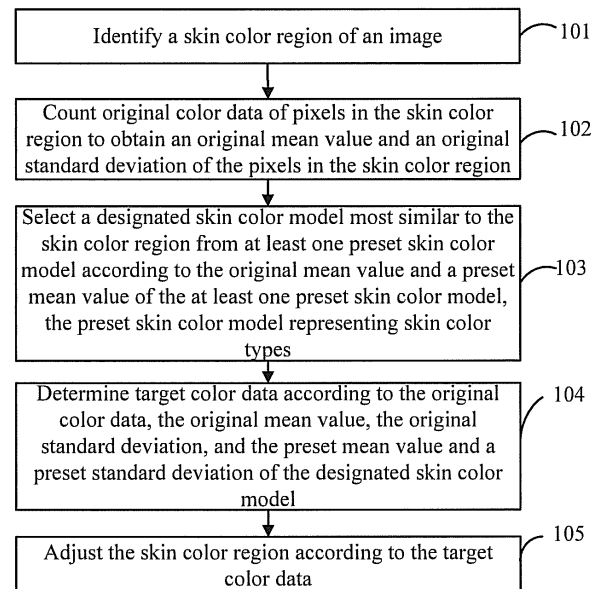 Identify a skin color region of an image
101
Count original color data of pixels in the skin color
region to obtain an original mean value and an original
standard deviation of the pixels in the skin color region
102
Select a designated skin color model most similar to the
skin color region from at least one preset skin color
model according to the original mean value and a preset
mean value of the at least one preset skin color model,
the preset skin color model representing skin color
types
103
Determine target color data according to the original
color data, the original mean value, the original
standard deviation, and the preset mean value and a
preset standard deviation of the designated skin color
model
104
Adjust the skin color region according to the target
color data
105